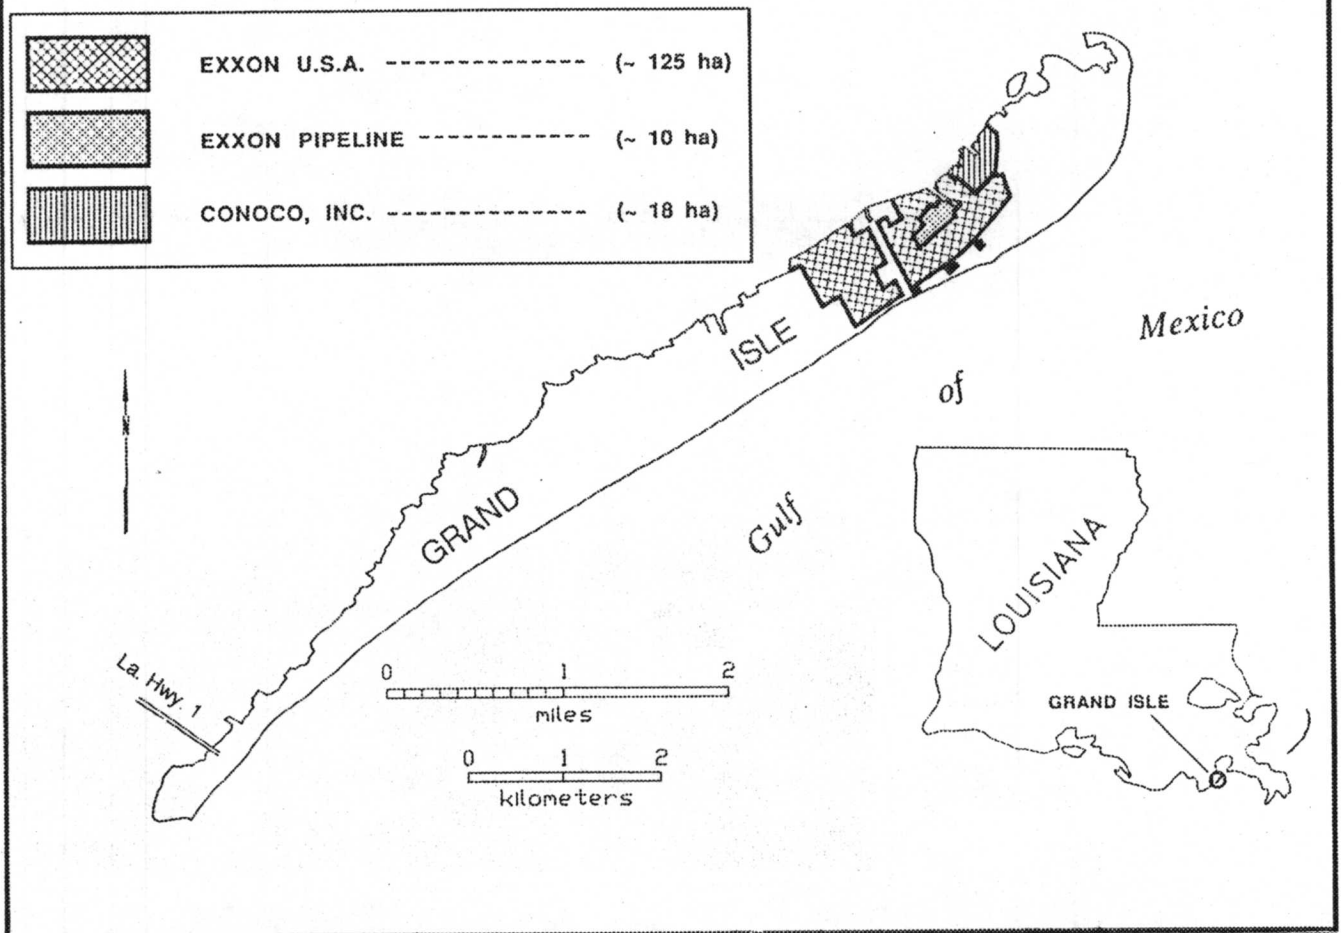 EXXON U.S.A. ------------- (~ 125 ha)
EXXON PIPELINE ----------- (~ 10 ha)
CONOCO, INC. ------------- (~ 18 ha)
Mexico
ISLE
of
N
GRAND
Gulf
LOUISIANA
La. Hwy. 1
0 1 2
miles
GRAND ISLE
0 1 2
kilometers